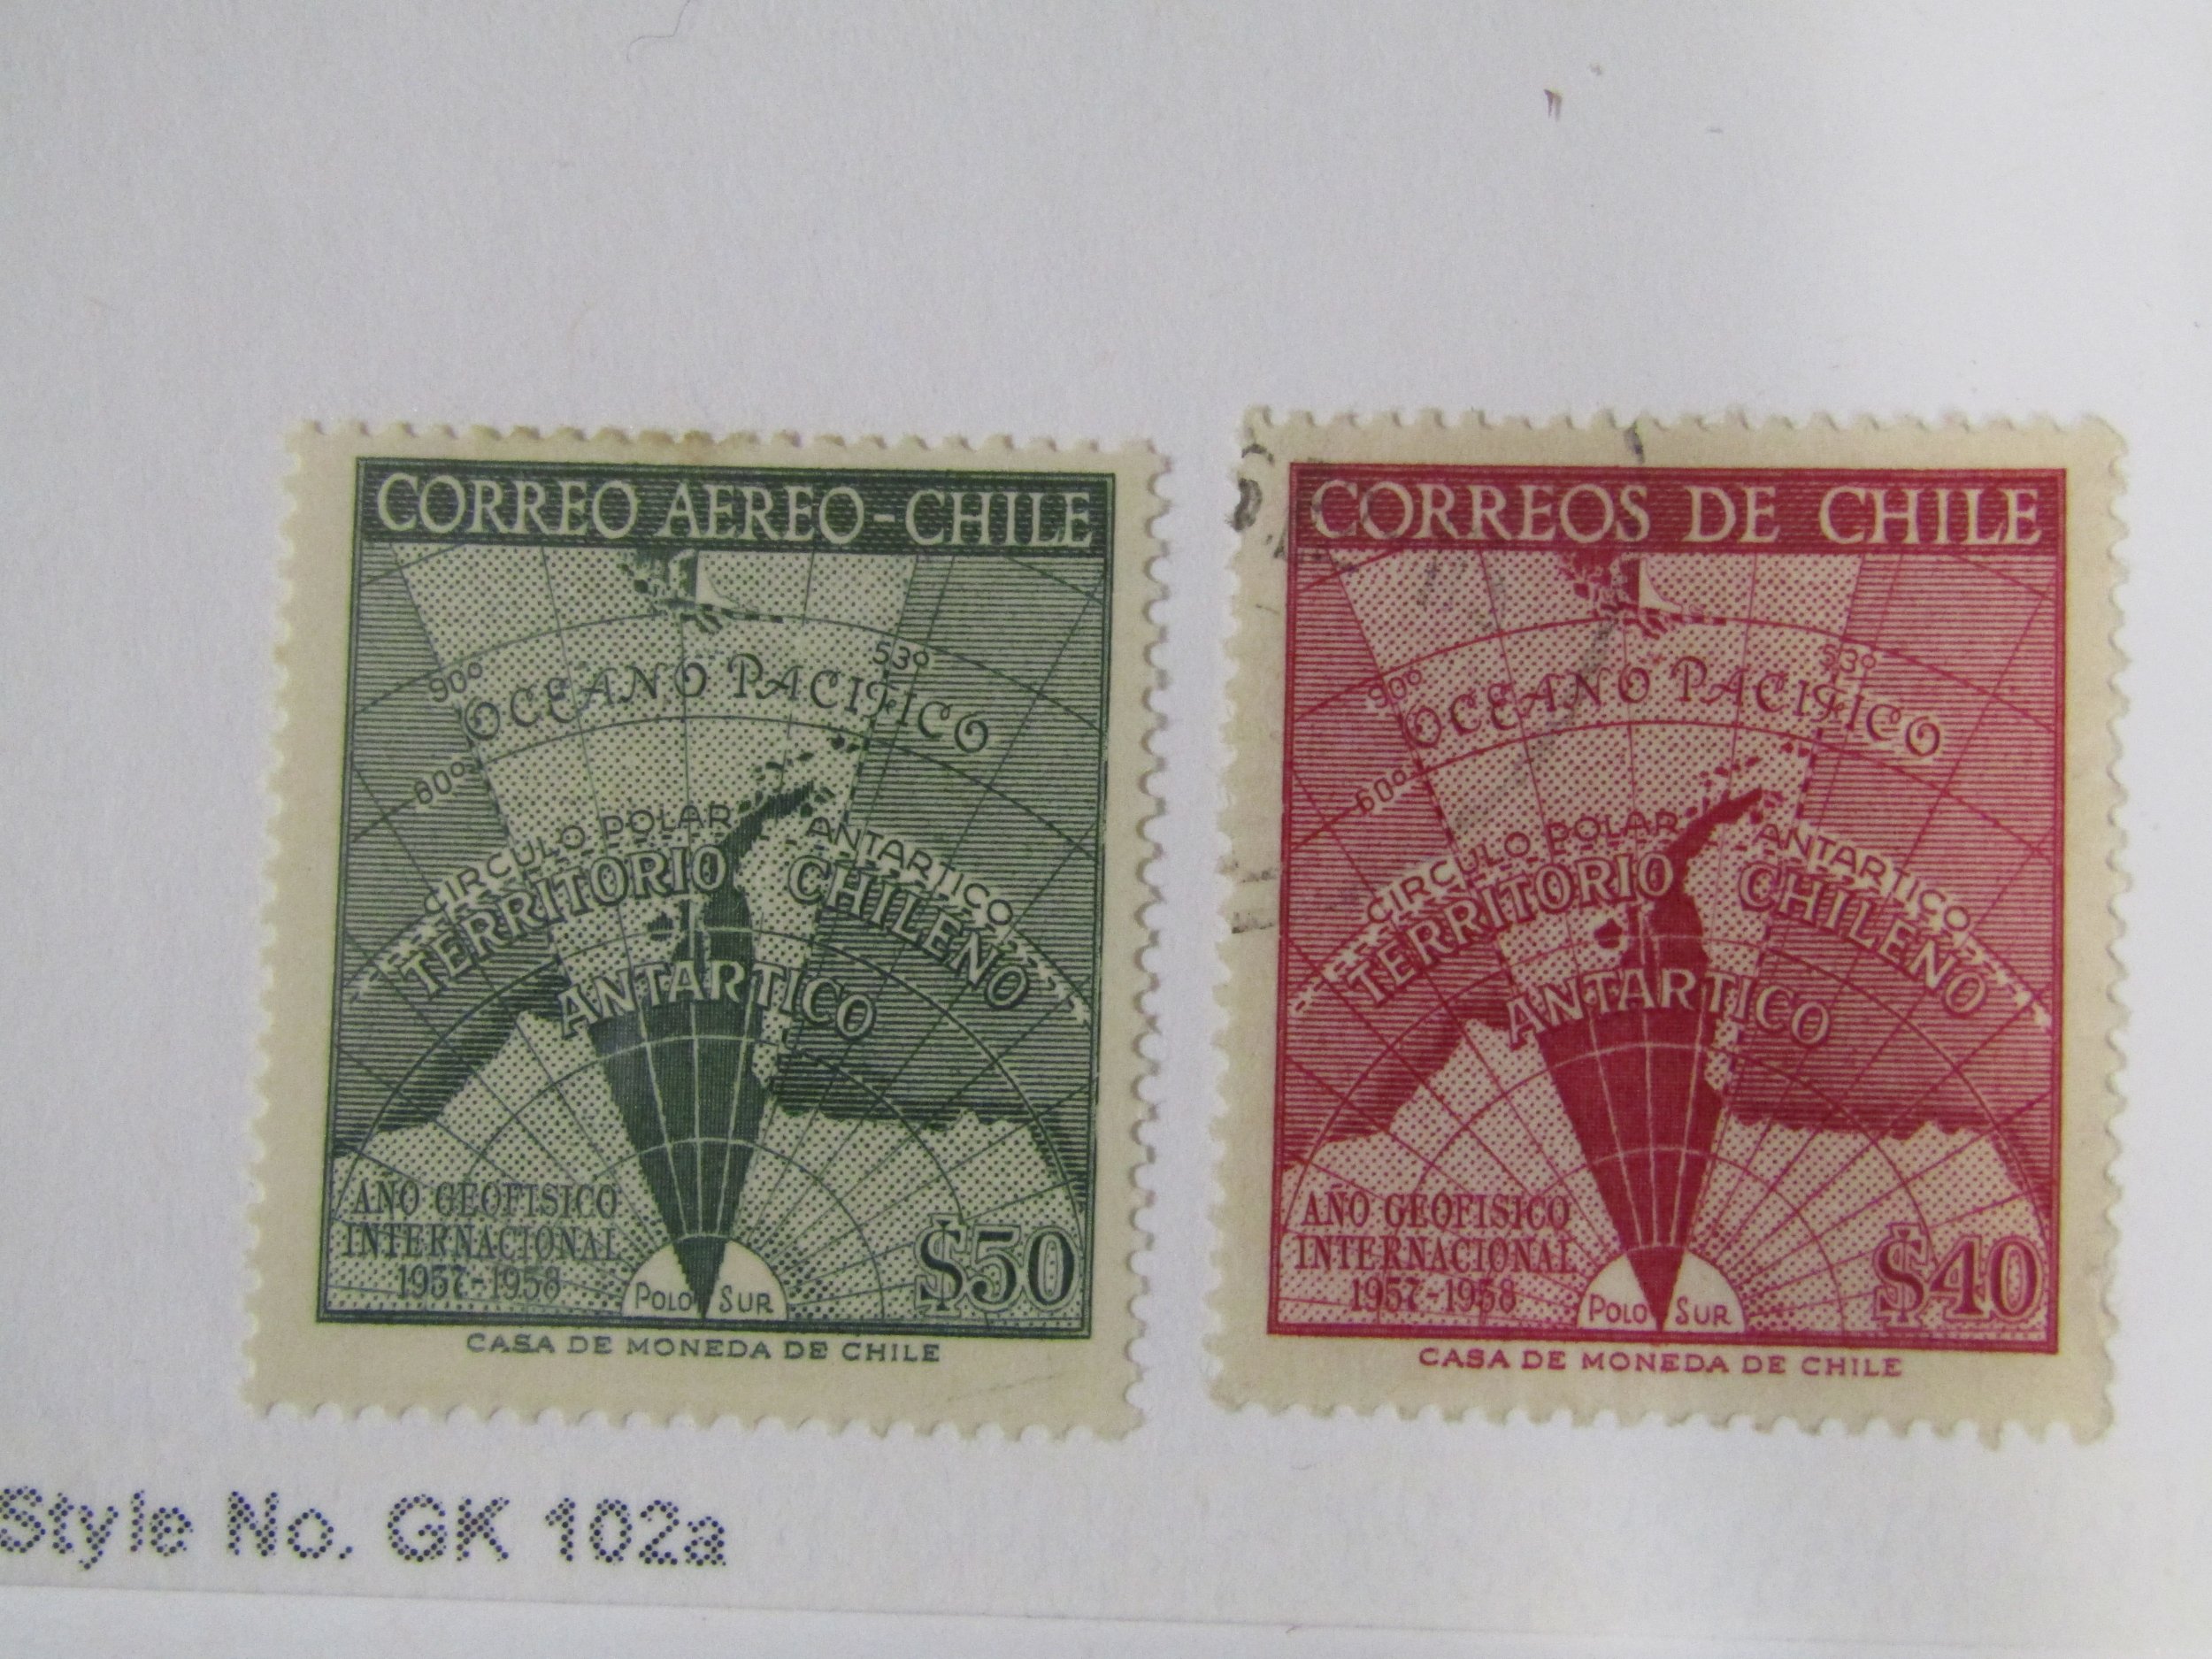 CORREO AEREO-CHILE
53º
90º
OCEANO PACIFICO
80º
CIRCULO POLAR ANTARTICO
TERRITORIO CHILENO
ANTARTICO
AÑO GEOFISICO
INTERNACIONAL
1957-1958
$50
POLO SUR
CASA DE MONEDA DE CHILE
CORREOS DE CHILE
53º
90º
OCEANO PACIFICO
60º
CIRCULO POLAR ANTARTICO
TERRITORIO CHILENO
ANTARTICO
AÑO GEOFISICO
INTERNACIONAL
1957-1958
$40
POLO SUR
CASA DE MONEDA DE CHILE
Style No. GK 102a